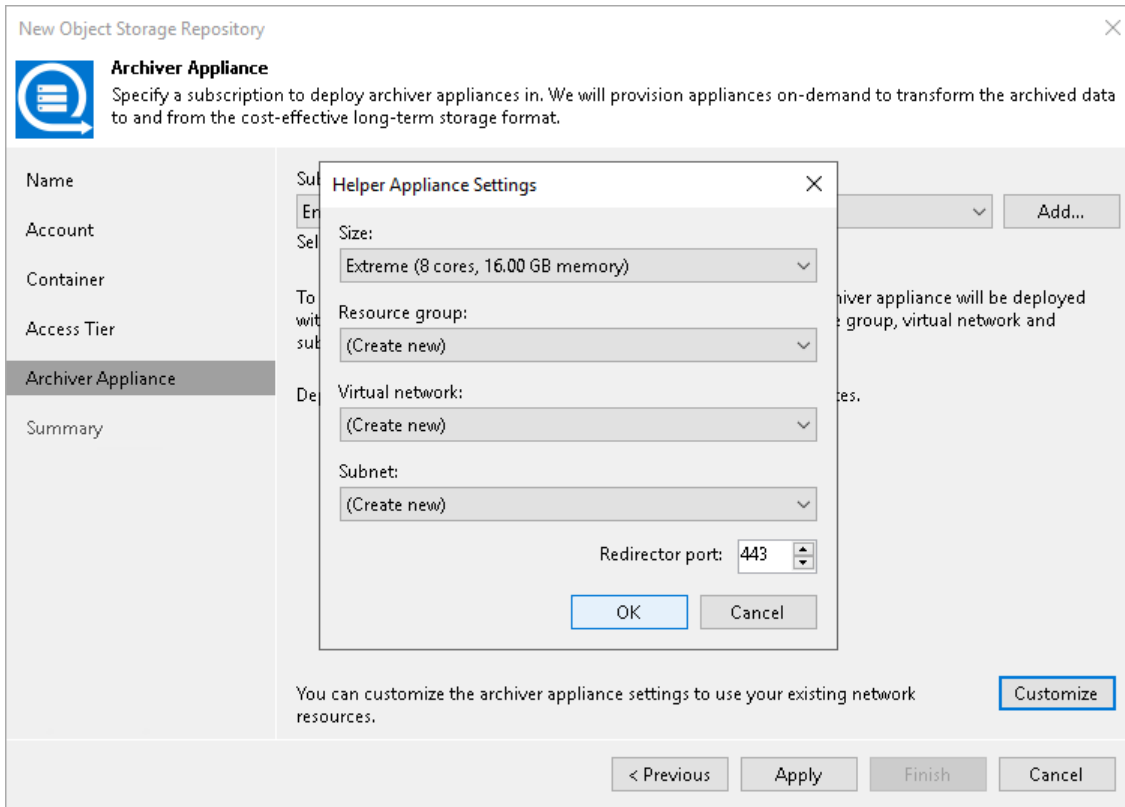 New Object Storage Repository
Archiver Appliance
Specify a subscription to deploy archiver appliances in. We will provision appliances on-demand to transform the archived data
to and from the cost-effective long-term storage format.
Name
Account
Container
Access Tier
Archiver Appliance
Summary
Add...
appliance will be deployed
group, virtual network and
Helper Appliance Settings
Size:
Extreme (8 cores, 16.00 GB memory)
Resource group:
(Create new)
Virtual network:
(Create new)
Subnet:
(Create new)
Redirector port: 443
OK Cancel
You can customize the archiver appliance settings to use your existing network
resources.
Customize
< Previous Apply Finish Cancel